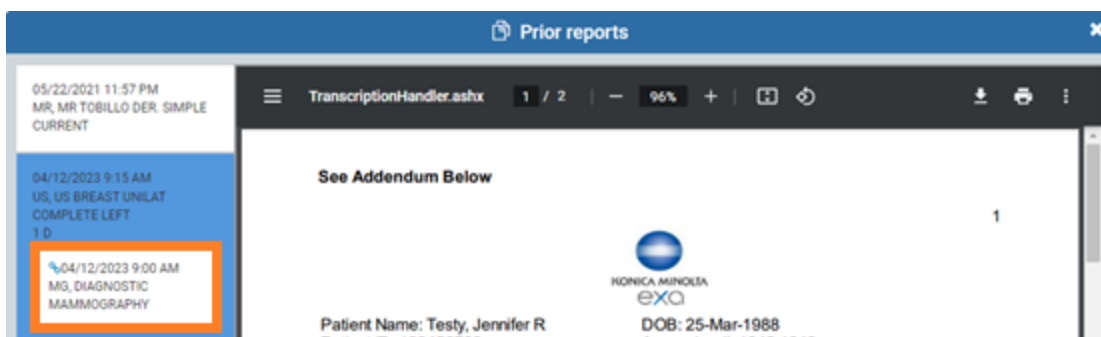 Prior reports
05/22/2021 11:57 PM
MR, MR TOBILLO DER. SIMPLE
CURRENT
04/12/2023 9:15 AM
US, US BREAST UNILAT
COMPLETE LEFT
1 D
04/12/2023 9:00 AM
MG, DIAGNOSTIC
MAMMOGRAPHY
TranscriptionHandler.ashx 1 / 2 | − 96% + |
See Addendum Below
1
KONICA MINOLTA
exa
Patient Name: Testy, Jennifer R DOB: 25-Mar-1988